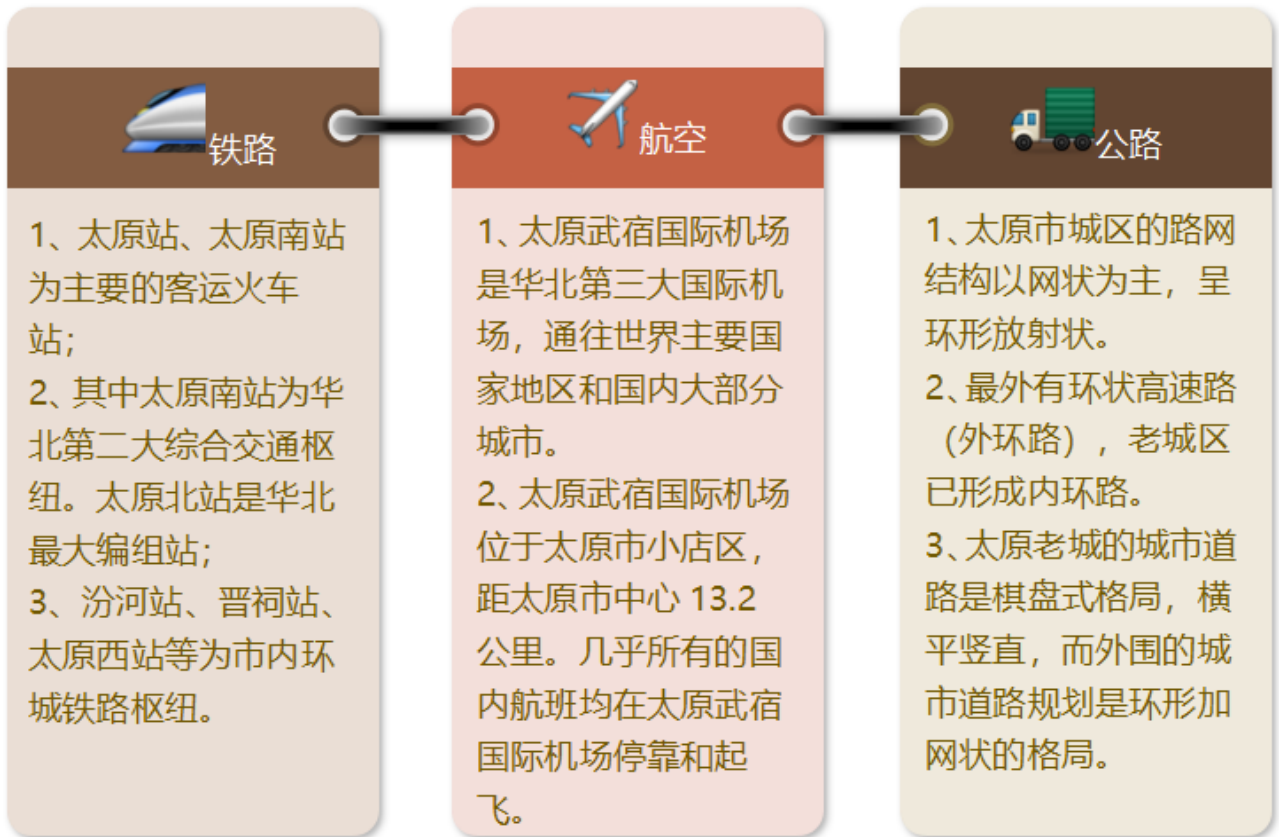 铁路
1、太原站、太原南站
为主要的客运火车
站；
2、其中太原南站为华
北第二大综合交通枢
纽。太原北站是华北
最大编组站；
3、汾河站、晋祠站、
太原西站等为市内环
城铁路枢纽。
航空
1、太原武宿国际机场
是华北第三大国际机
场，通往世界主要国
家地区和国内大部分
城市。
2、太原武宿国际机场
位于太原市小店区，
距太原市中心 13.2
公里。几乎所有的国
内航班均在太原武宿
国际机场停靠和起
飞。
公路
1、太原市城区的路网
结构以网状为主，呈
环形放射状。
2、最外有环状高速路
（外环路），老城区
已形成内环路。
3、太原老城的城市道
路是棋盘式格局，横
平竖直，而外围的城
市道路规划是环形加
网状的格局。